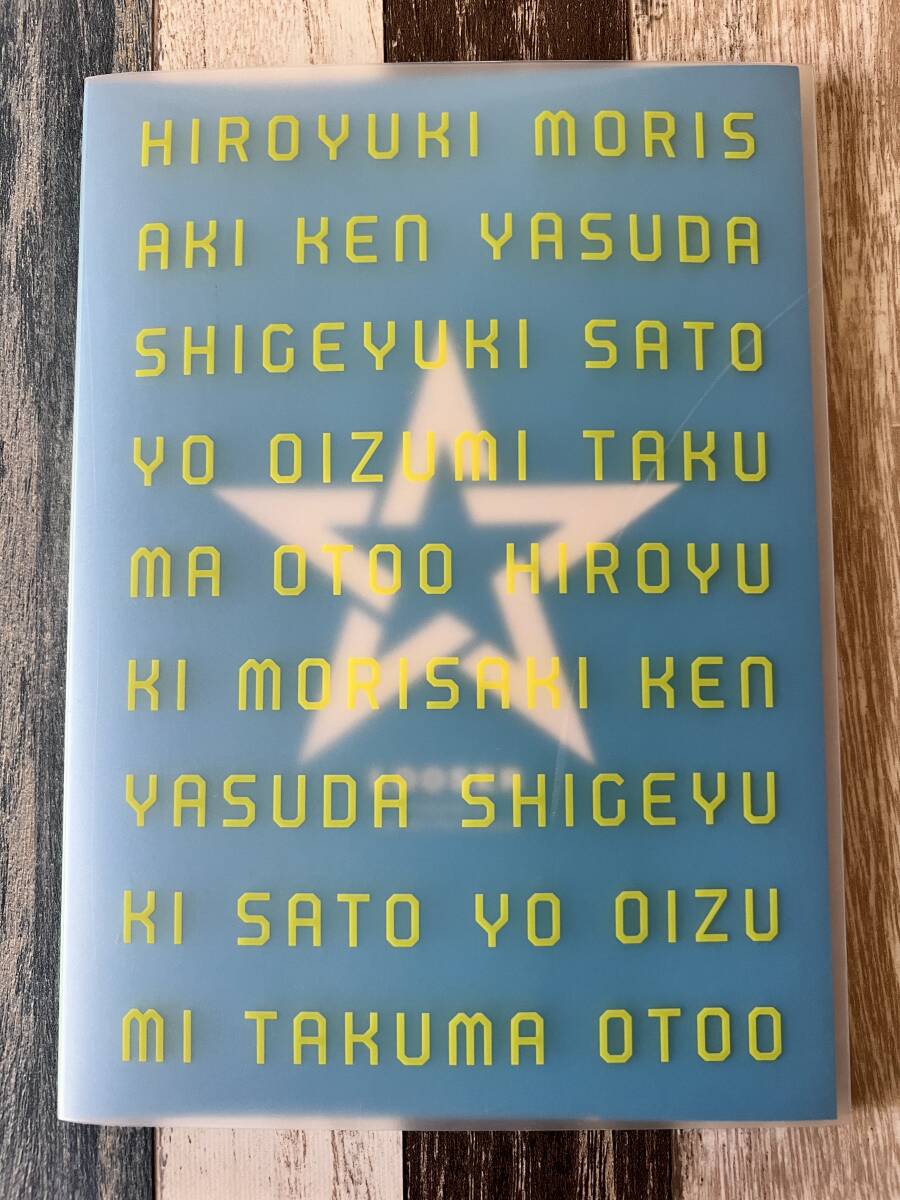 HIROYUKI MORIS
AKI KEN YASUDA
SHIGEYUKI SATO
YO OIZUMI TAKU
MA OTOO HIROYU
KI MORISAKI KEN
YASUDA SHIGEYU
KI SATO YO OIZU
MI TAKUMA OTOO